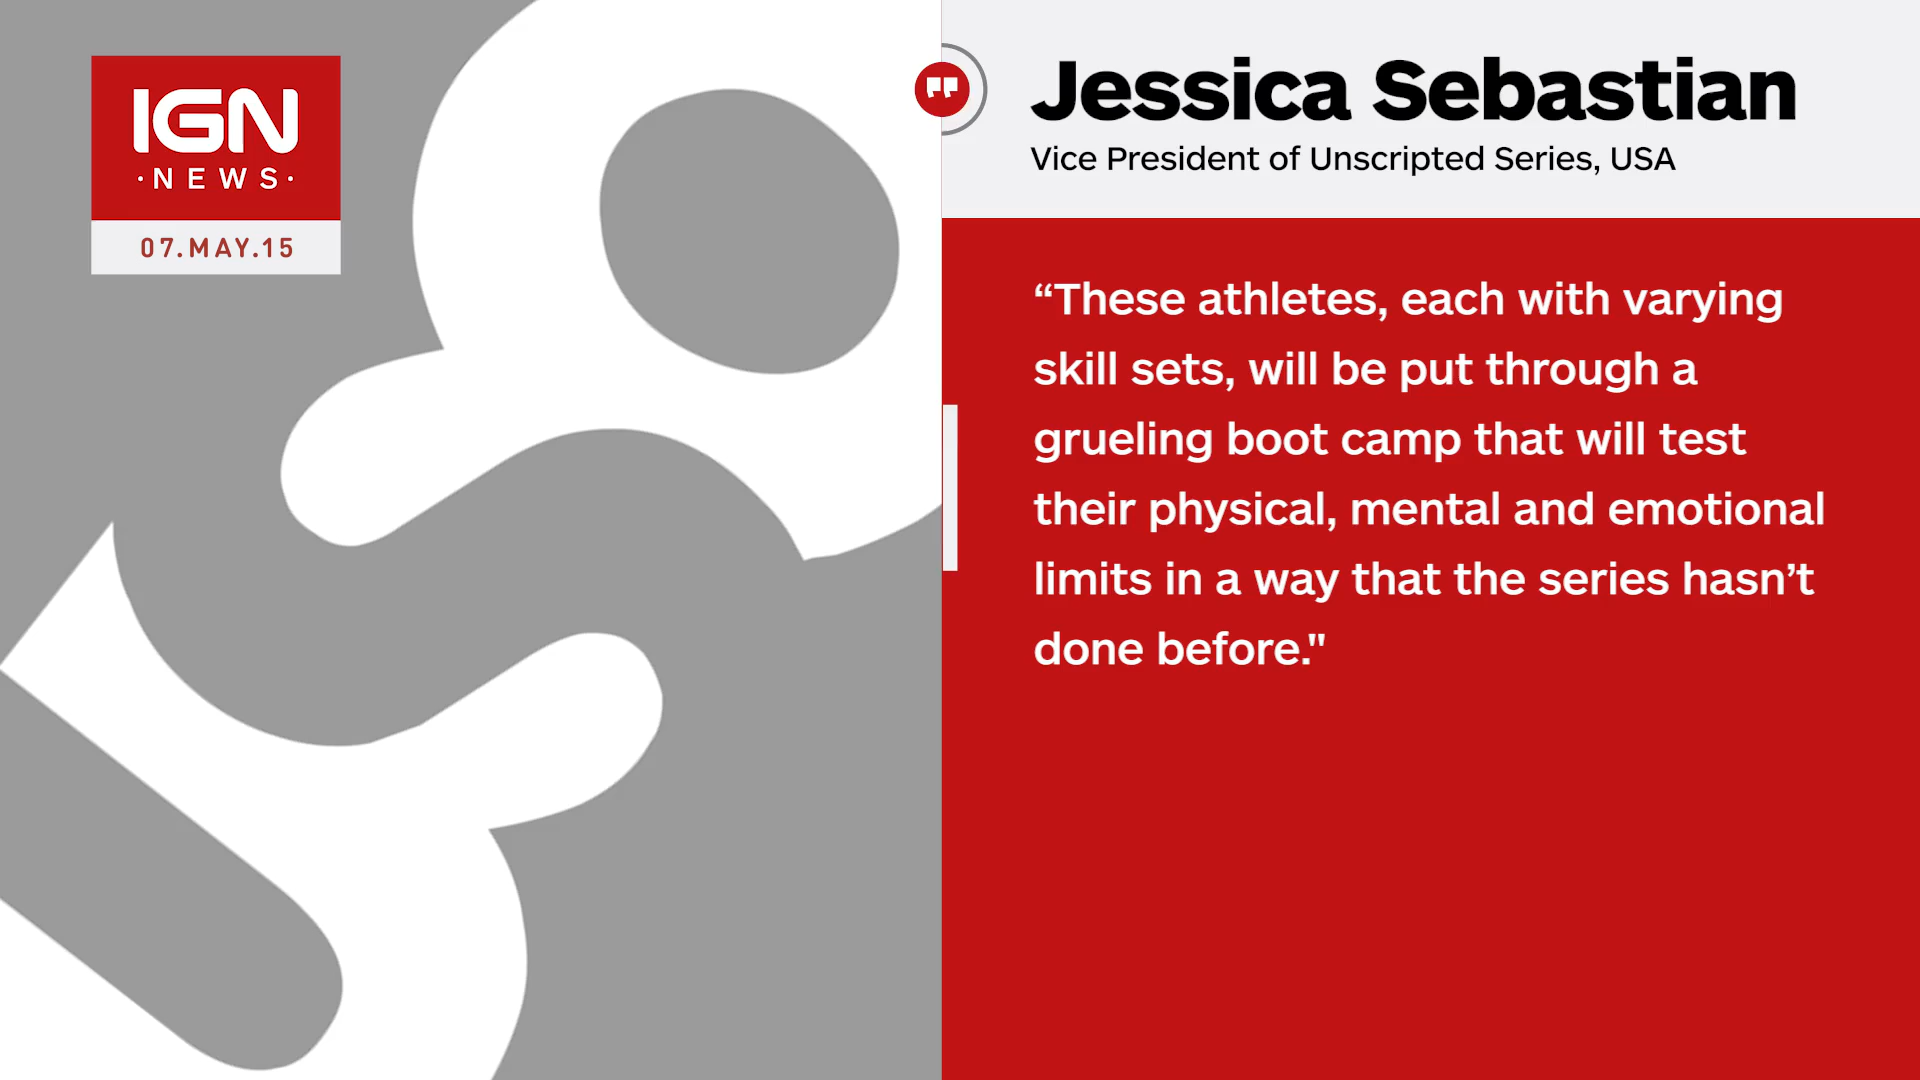 IGN
·NEWS·
07.MAY.15
Jessica Sebastian
Vice President of Unscripted Series, USA
“These athletes, each with varying
skill sets, will be put through a
grueling boot camp that will test
their physical, mental and emotional
limits in a way that the series hasn’t
done before."